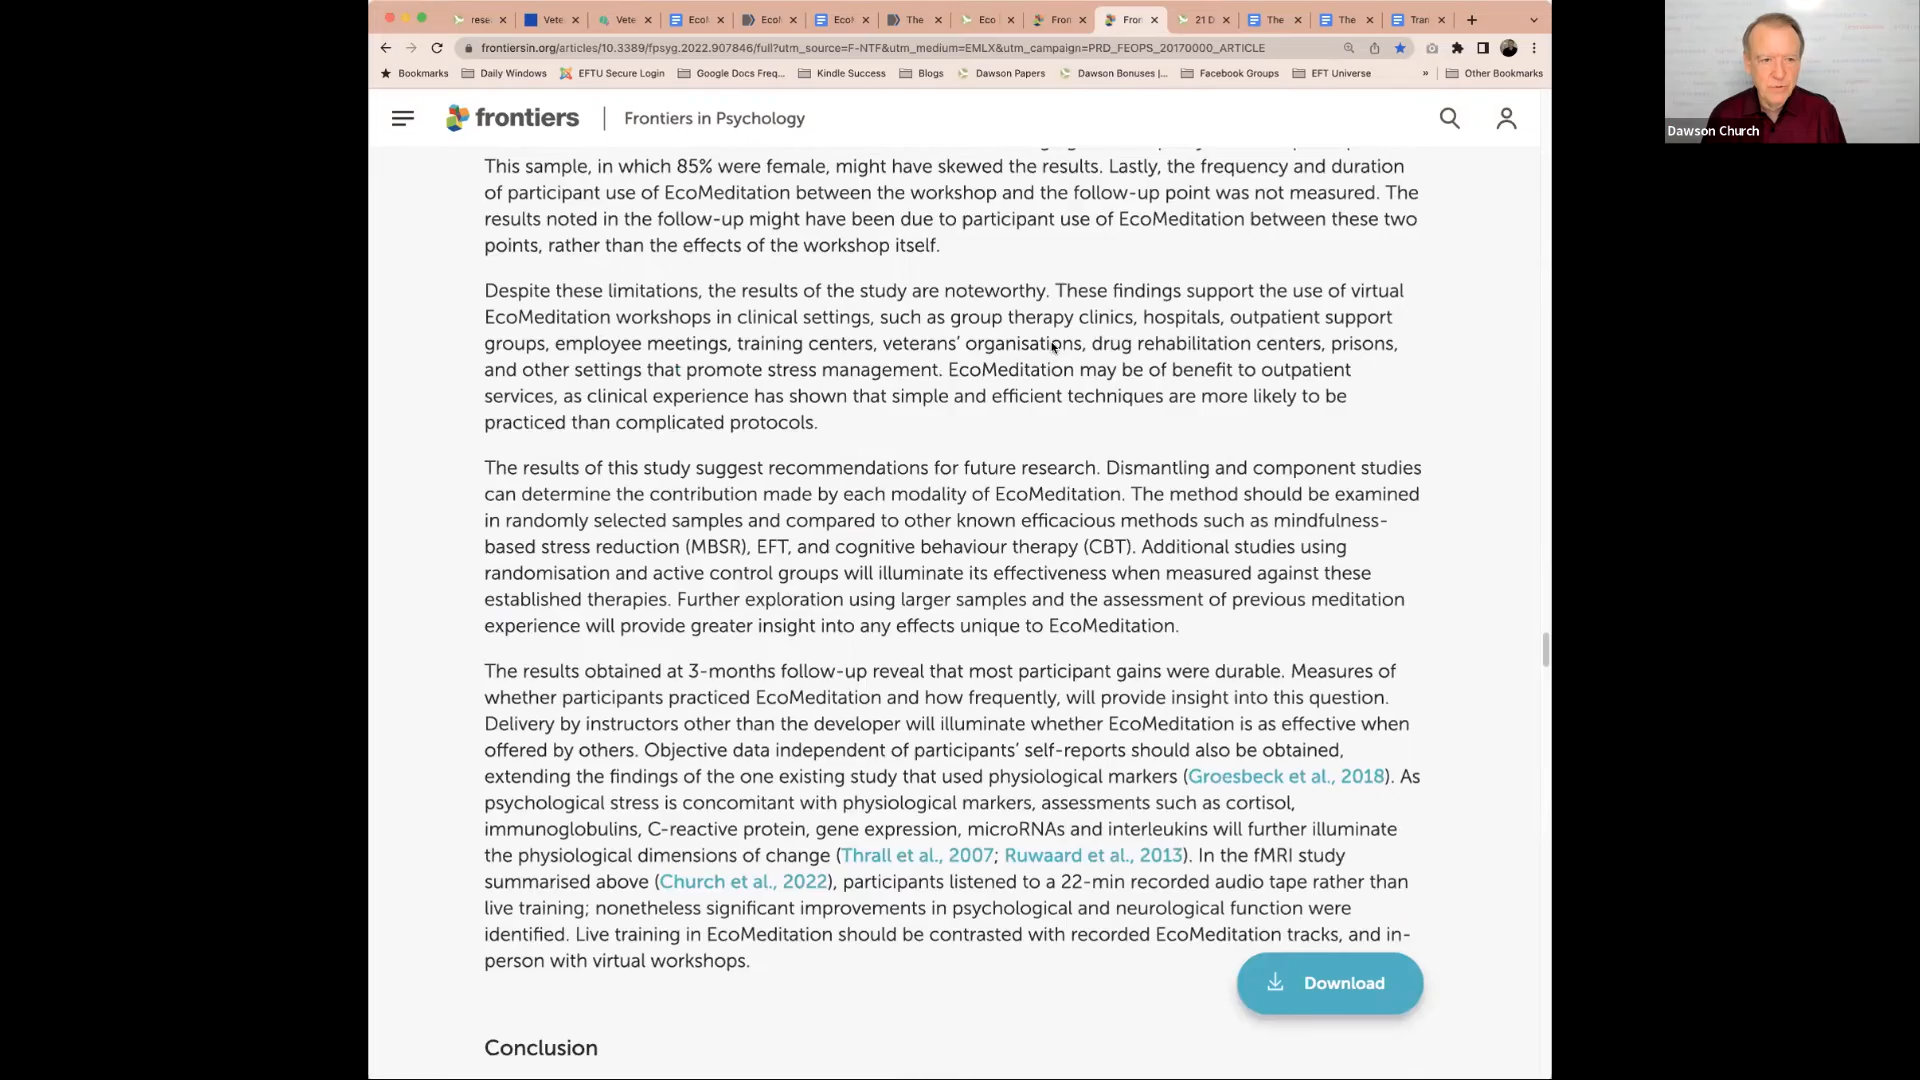 rese
Vete
Vete
EcoM
EcoM
EcoM
The
Eco
Fron
Fron
21 D
The
The
Tran
frontiersin.org/articles/10.3389/fpsyg.2022.907846/full?utm_source=F-NTF&utm_medium=EMLX&utm_campaign=PRD_FEOPS_20170000_ARTICLE
Bookmarks Daily Windows EFTU Secure Login Google Docs Freq... Kindle Success Blogs Dawson Papers Dawson Bonuses |... Facebook Groups EFT Universe » Other Bookmarks
Dawson Church
frontiers | Frontiers in Psychology
This sample, in which 85% were female, might have skewed the results. Lastly, the frequency and duration
of participant use of EcoMeditation between the workshop and the follow-up point was not measured. The
results noted in the follow-up might have been due to participant use of EcoMeditation between these two
points, rather than the effects of the workshop itself.
Despite these limitations, the results of the study are noteworthy. These findings support the use of virtual
EcoMeditation workshops in clinical settings, such as group therapy clinics, hospitals, outpatient support
groups, employee meetings, training centers, veterans’ organisations, drug rehabilitation centers, prisons,
and other settings that promote stress management. EcoMeditation may be of benefit to outpatient
services, as clinical experience has shown that simple and efficient techniques are more likely to be
practiced than complicated protocols.
The results of this study suggest recommendations for future research. Dismantling and component studies
can determine the contribution made by each modality of EcoMeditation. The method should be examined
in randomly selected samples and compared to other known efficacious methods such as mindfulness-
based stress reduction (MBSR), EFT, and cognitive behaviour therapy (CBT). Additional studies using
randomisation and active control groups will illuminate its effectiveness when measured against these
established therapies. Further exploration using larger samples and the assessment of previous meditation
experience will provide greater insight into any effects unique to EcoMeditation.
The results obtained at 3-months follow-up reveal that most participant gains were durable. Measures of
whether participants practiced EcoMeditation and how frequently, will provide insight into this question.
Delivery by instructors other than the developer will illuminate whether EcoMeditation is as effective when
offered by others. Objective data independent of participants’ self-reports should also be obtained,
extending the findings of the one existing study that used physiological markers (Groesbeck et al., 2018). As
psychological stress is concomitant with physiological markers, assessments such as cortisol,
immunoglobulins, C-reactive protein, gene expression, microRNAs and interleukins will further illuminate
the physiological dimensions of change (Thrall et al., 2007; Ruwaard et al., 2013). In the fMRI study
summarised above (Church et al., 2022), participants listened to a 22-min recorded audio tape rather than
live training; nonetheless significant improvements in psychological and neurological function were
identified. Live training in EcoMeditation should be contrasted with recorded EcoMeditation tracks, and in-
person with virtual workshops.
Download
Conclusion